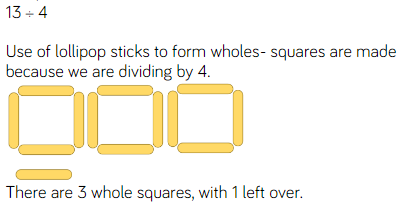 13 ÷ 4
Use of lollipop sticks to form wholes- squares are made
because we are dividing by 4.
There are 3 whole squares, with 1 left over.